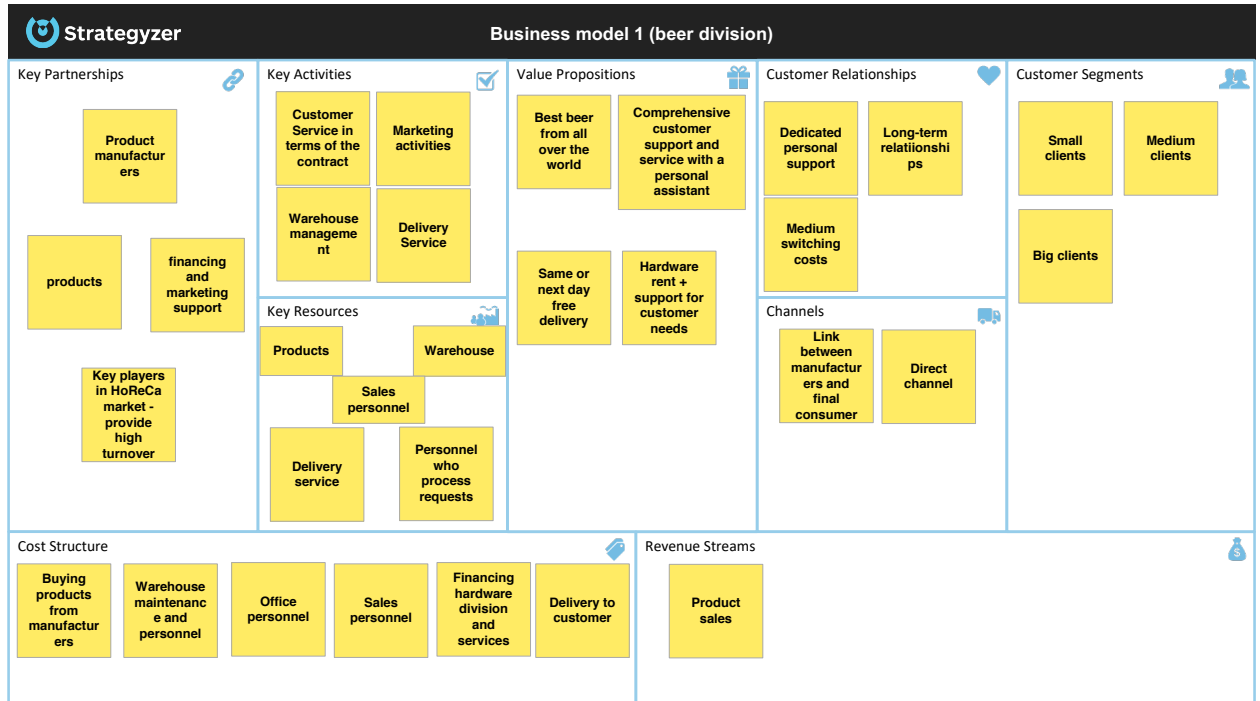 Strategyzer
Business model 1 (beer division)
Key Partnerships
Product
manufactur
ers
products
financing
and
marketing
support
Key players
in HoReCa
market -
provide
high
turnover
Key Activities
Customer
Service in
terms of the
contract
Marketing
activities
Warehouse
manageme
nt
Delivery
Service
Key Resources
Products
Warehouse
Sales
personnel
Delivery
service
Personnel
who
process
requests
Value Propositions
Best beer
from all
over the
world
Comprehensive
customer
support and
service with a
personal
assistant
Same or
next day
free
delivery
Hardware
rent +
support for
customer
needs
Customer Relationships
Dedicated
personal
support
Long-term
relatiionshi
ps
Medium
switching
costs
Channels
Link
between
manufactur
ers and
final
consumer
Direct
channel
Customer Segments
Small
clients
Medium
clients
Big clients
Cost Structure
Buying
products
from
manufactur
ers
Warehouse
maintenanc
e and
personnel
Office
personnel
Sales
personnel
Financing
hardware
division
and
services
Delivery to
customer
Revenue Streams
$
Product
sales